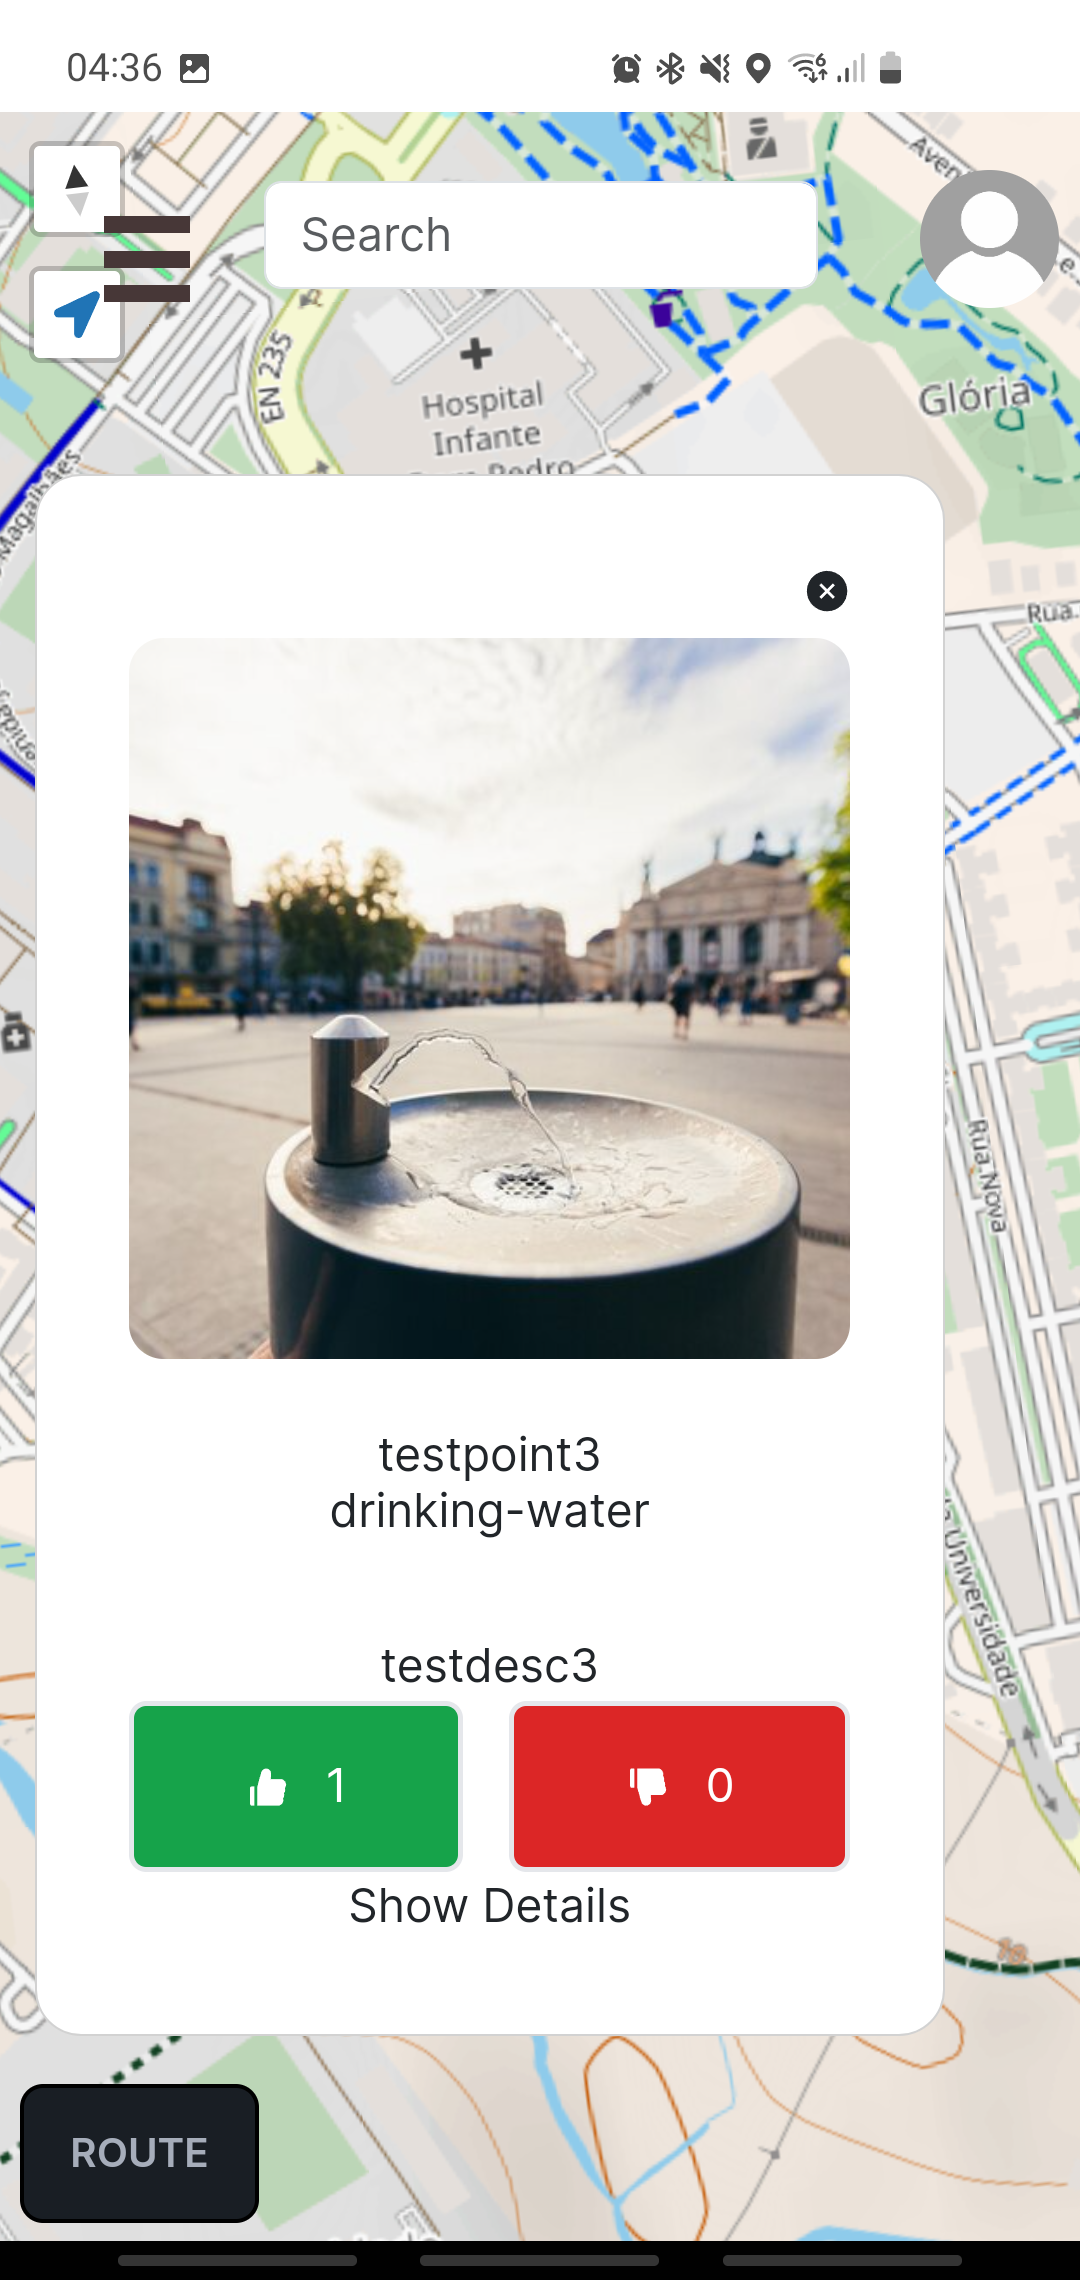 04:36
Aven
Search
EN 235
Hospital
Infante
Glória
Magalhães
Rua.
testpoint3
drinking-water
Rua Nova
testdesc3
Universidade
1
0
Show Details
ROUTE